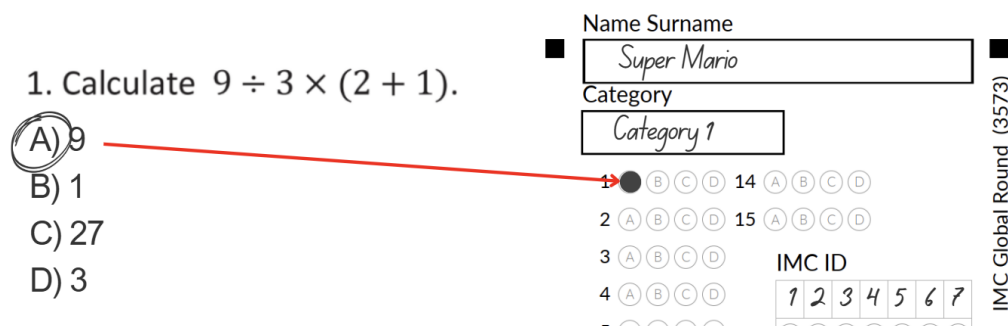 1. Calculate 9 ÷ 3 × (2 + 1).
A) 9
B) 1
C) 27
D) 3
Name Surname
Super Mario
Category
Category 1
1 B C D 14 A B C D
2 A B C D 15 A B C D
3 A B C D
4 A B C D
IMC ID
1 2 3 4 5 6 7
IMC Global Round (3573)